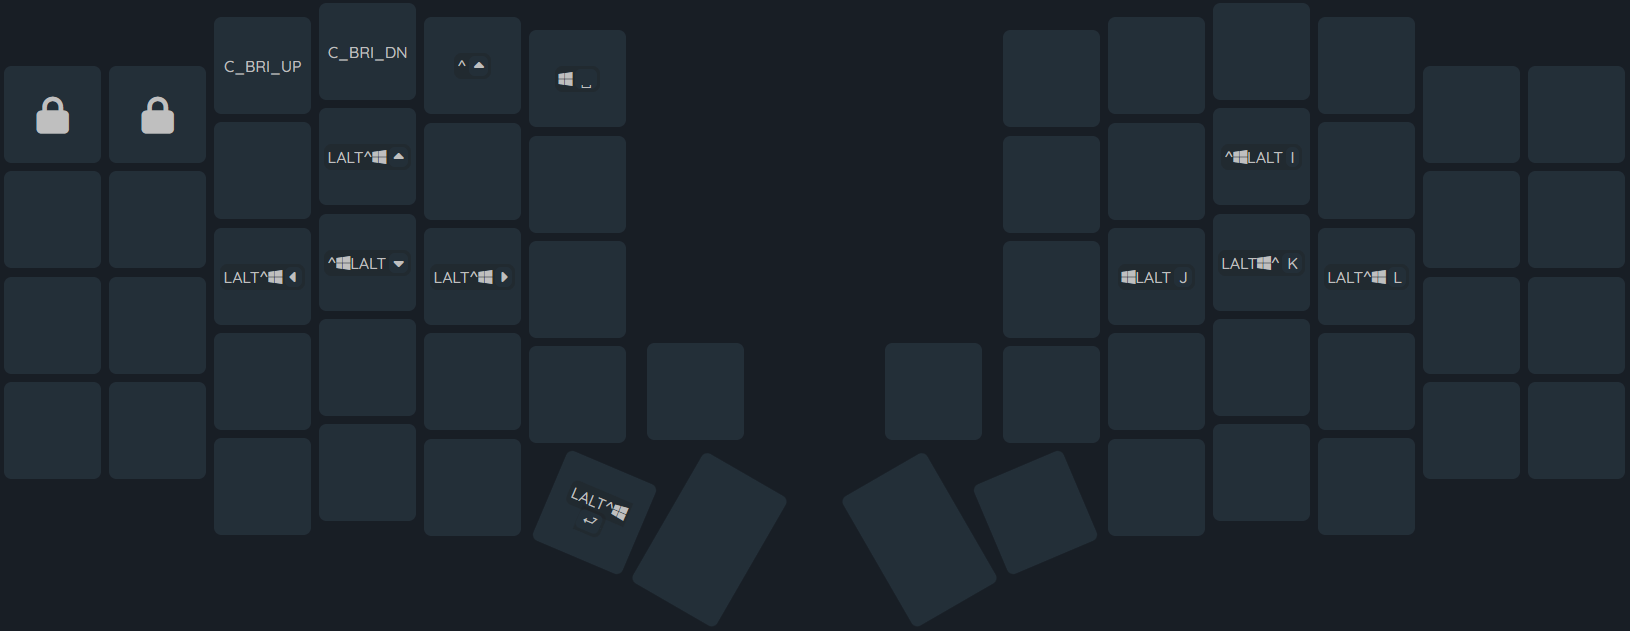 C_BRI_UP
C_BRI_DN
^
LALT^
^LALT I
LALT^
^LALT
LALT^
LALT J
LALT^ K
LALT^ L
LALT^